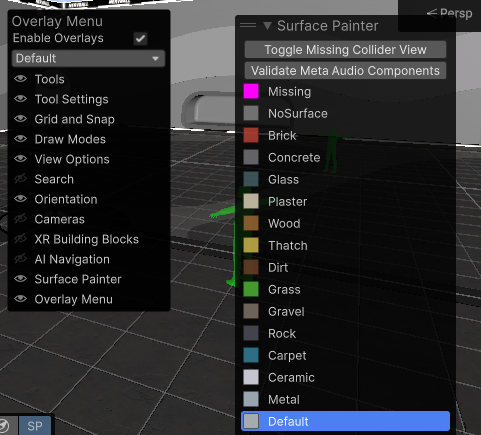 Overlay Menu
Enable Overlays
Default
Tools
Tool Settings
Grid and Snap
Draw Modes
View Options
Search
Orientation
Cameras
XR Building Blocks
AI Navigation
Surface Painter
Overlay Menu
SP
Persp
Surface Painter
Toggle Missing Collider View
Validate Meta Audio Components
Missing
NoSurface
Brick
Concrete
Glass
Plaster
Wood
Thatch
Dirt
Grass
Gravel
Rock
Carpet
Ceramic
Metal
Default